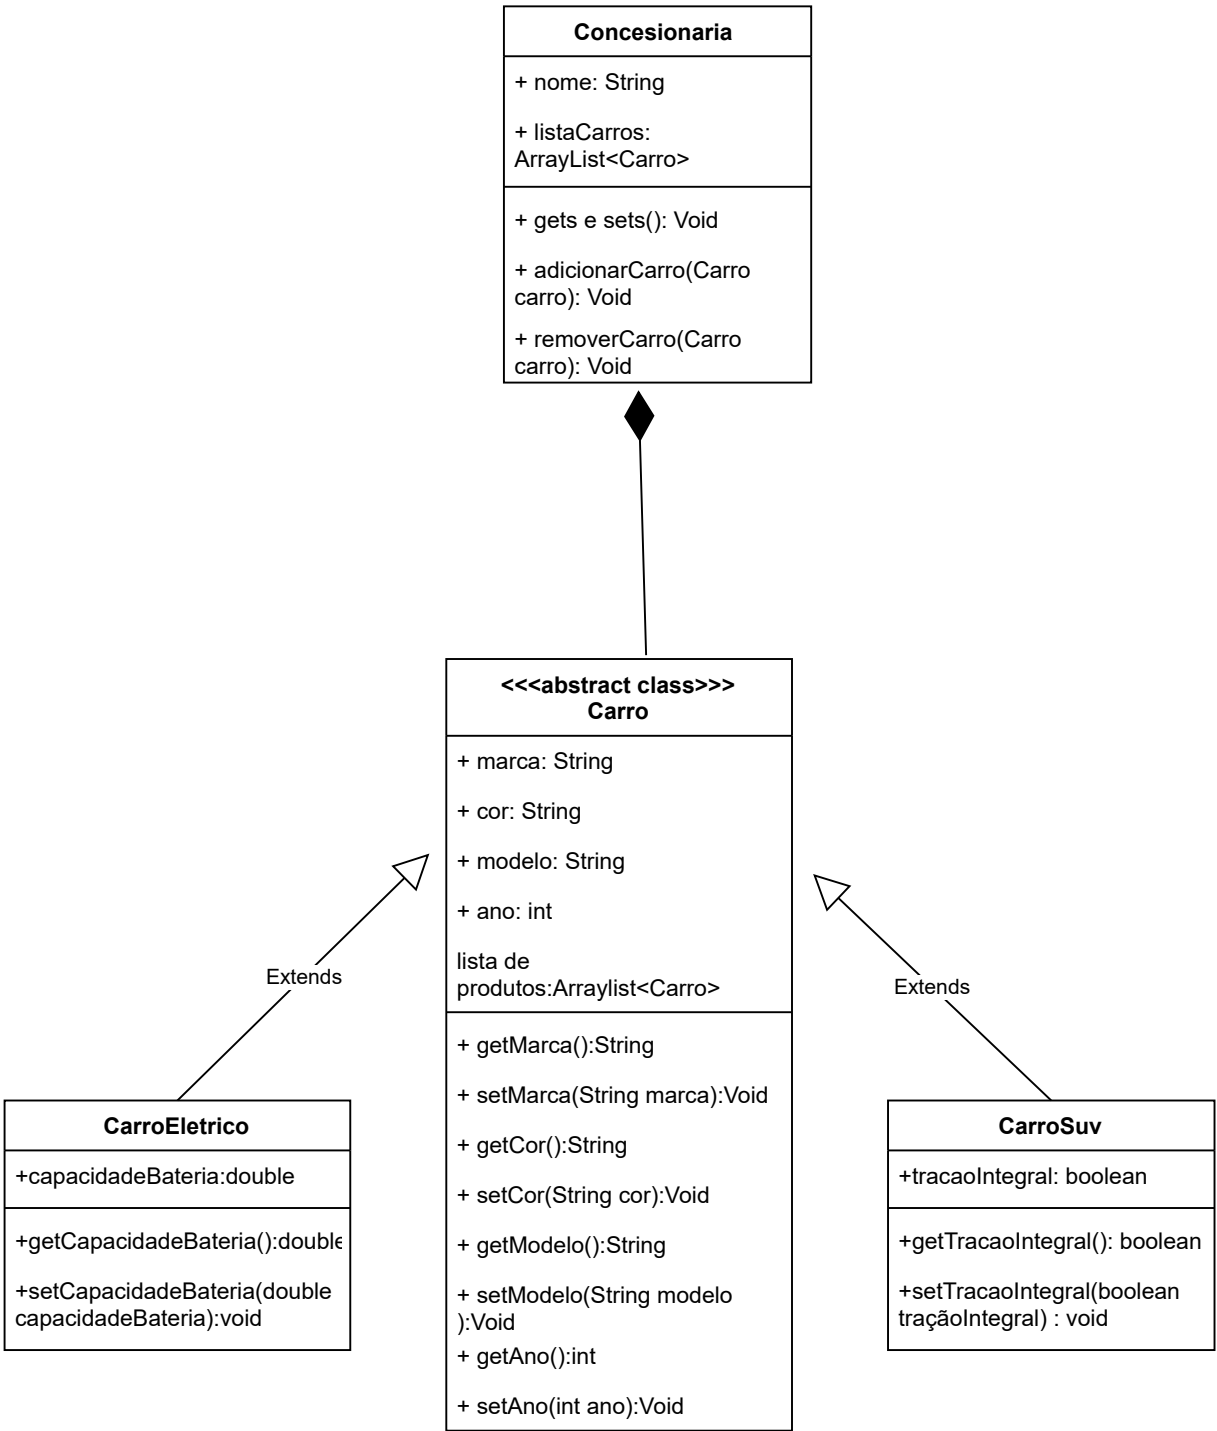 Concesionaria
+ nome: String
+ listaCarros:
ArrayList<Carro>
+ gets e sets(): Void
+ adicionarCarro(Carro
carro): Void
+ removerCarro(Carro
carro): Void
<<<abstract class>>>
Carro
+ marca: String
+ cor: String
+ modelo: String
+ ano: int
lista de
produtos:Arraylist<Carro>
+ getMarca():String
+ setMarca(String marca):Void
+ getCor():String
+ setCor(String cor):Void
+ getModelo():String
+ setModelo(String modelo
):Void
+ getAno():int
+ setAno(int ano):Void
Extends
Extends
CarroEletrico
+capacidadeBateria:double
+getCapacidadeBateria():double
+setCapacidadeBateria(double
capacidadeBateria):void
CarroSuv
+tracaoIntegral: boolean
+getTracaoIntegral(): boolean
+setTracaoIntegral(boolean
traçãoIntegral) : void